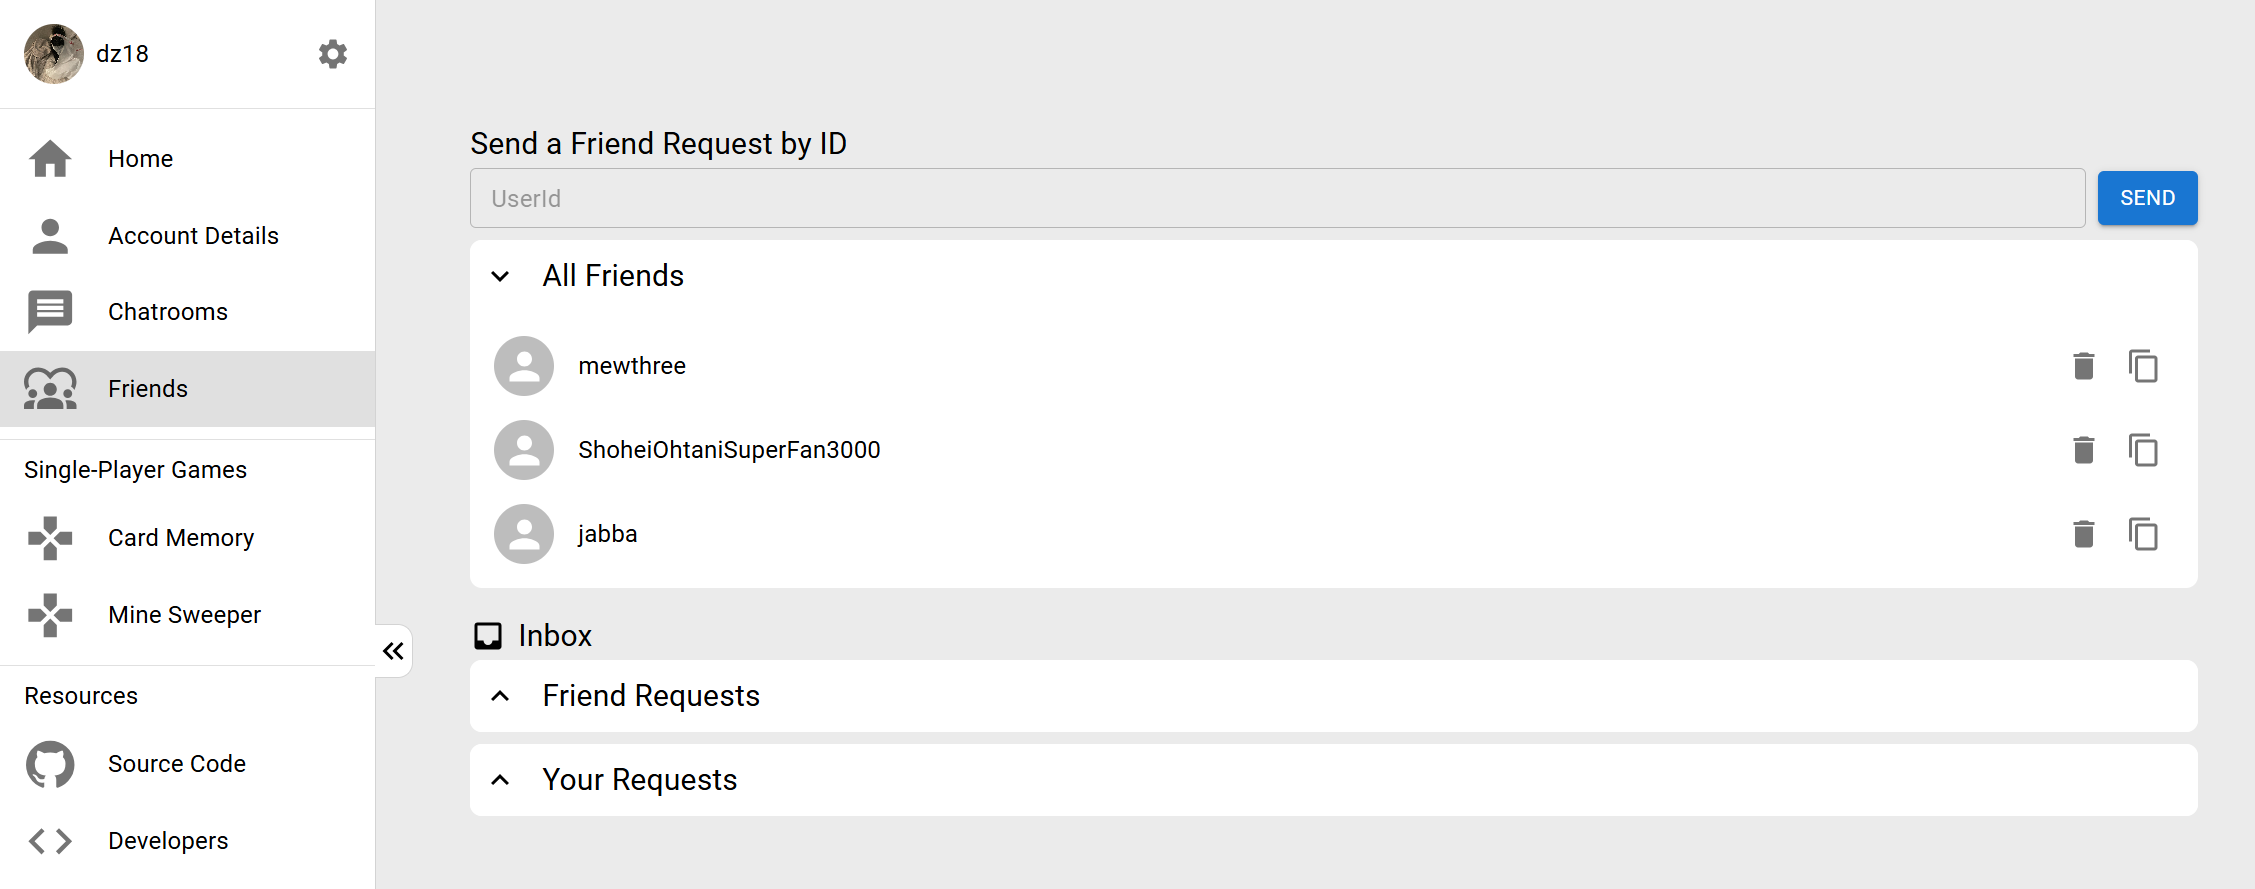 dz18
Home
Account Details
Chatrooms
Friends
Single-Player Games
Card Memory
Mine Sweeper
Resources
Source Code
Developers
Send a Friend Request by ID
UserId
SEND
All Friends
mewthree
ShoheiOhtaniSuperFan3000
jabba
Inbox
Friend Requests
Your Requests